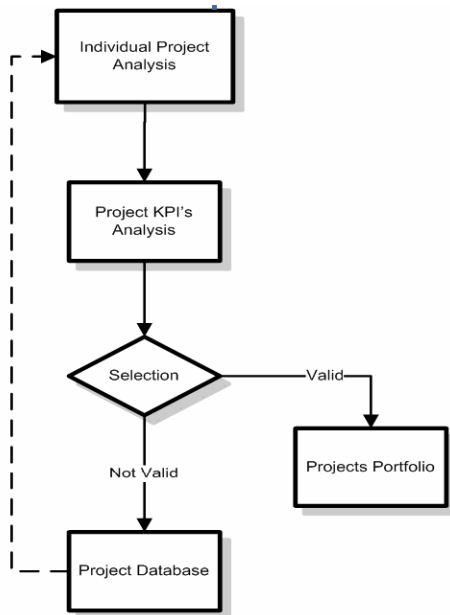 Individual Project
Analysis
Project KPI's
Analysis
Selection
Valid
Projects Portfolio
Not Valid
Project Database